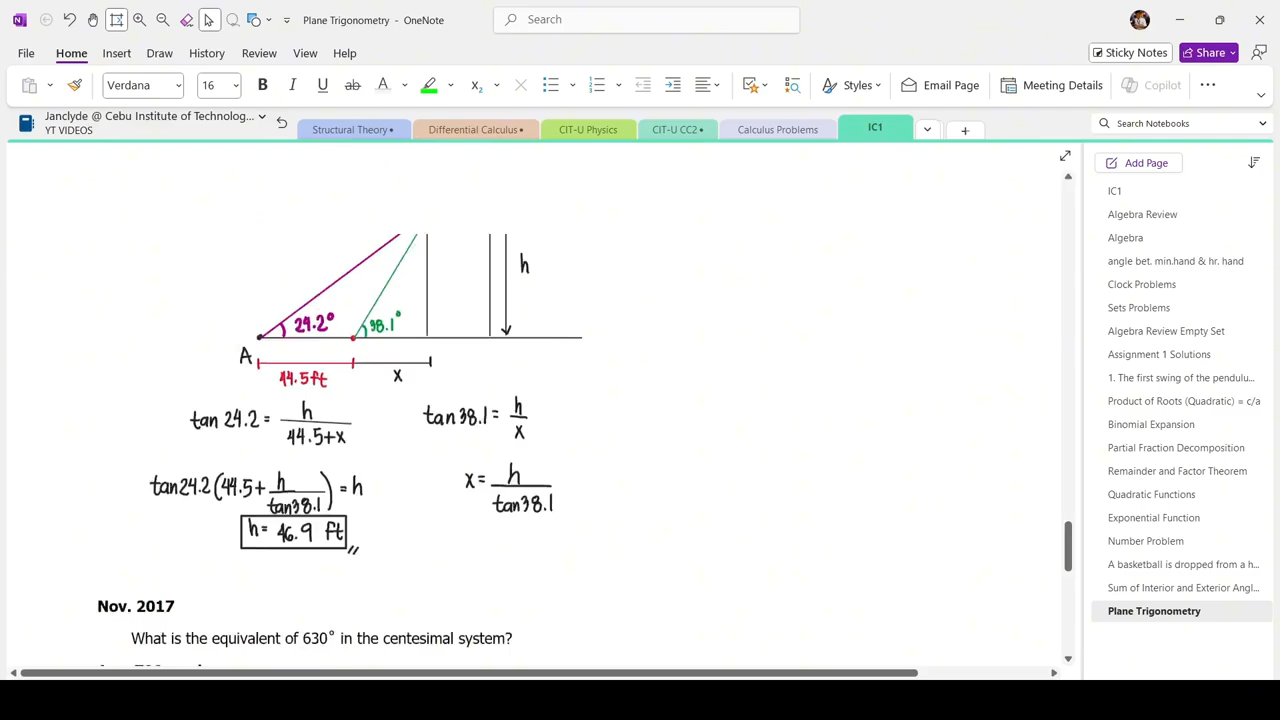 Plane Trigonometry - OneNote
Search
File Home Insert Draw History Review View Help
Sticky Notes
Share
Verdana 16 B I U ab A x₂ Styles Email Page Meeting Details Copilot
Janclyde @ Cebu Institute of Technolog...
YT VIDEOS
Structural Theory Differential Calculus CIT-U Physics CIT-U CC2 Calculus Problems IC1
Search Notebooks
Add Page
IC1
Algebra Review
Algebra
angle bet. min.hand & hr. hand
Clock Problems
Sets Problems
Algebra Review Empty Set
Assignment 1 Solutions
1. The first swing of the pendulu...
Product of Roots (Quadratic) = c/a
Binomial Expansion
Partial Fraction Decomposition
Remainder and Factor Theorem
Quadratic Functions
Exponential Function
Number Problem
A basketball is dropped from a h...
Sum of Interior and Exterior Angl...
Plane Trigonometry
h
24.2° 38.1°
A
44.5ft x
tan 24.2 = h / 44.5+x
tan 38.1 = h / x
tan24.2(44.5+ h / tan38.1) = h
x = h / tan38.1
h= 46.9 ft
Nov. 2017
What is the equivalent of 630° in the centesimal system?